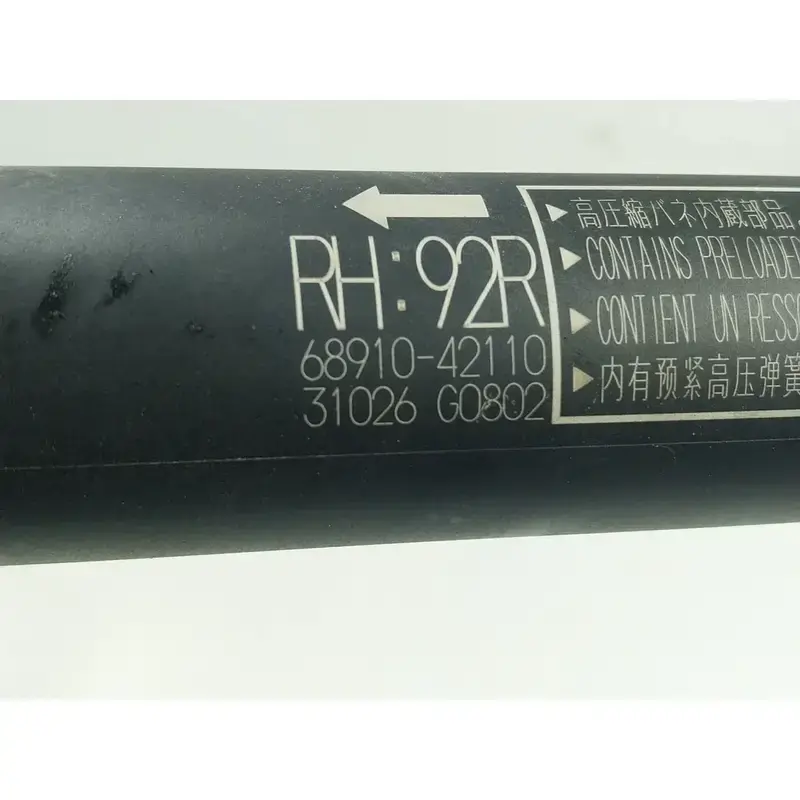 RH:92R
68910-42110
31026 G0802
高圧縮バネ内蔵部品
CONTAINS PRELOADED
CONTIENT UN RESSO
内有预紧高压弹簧